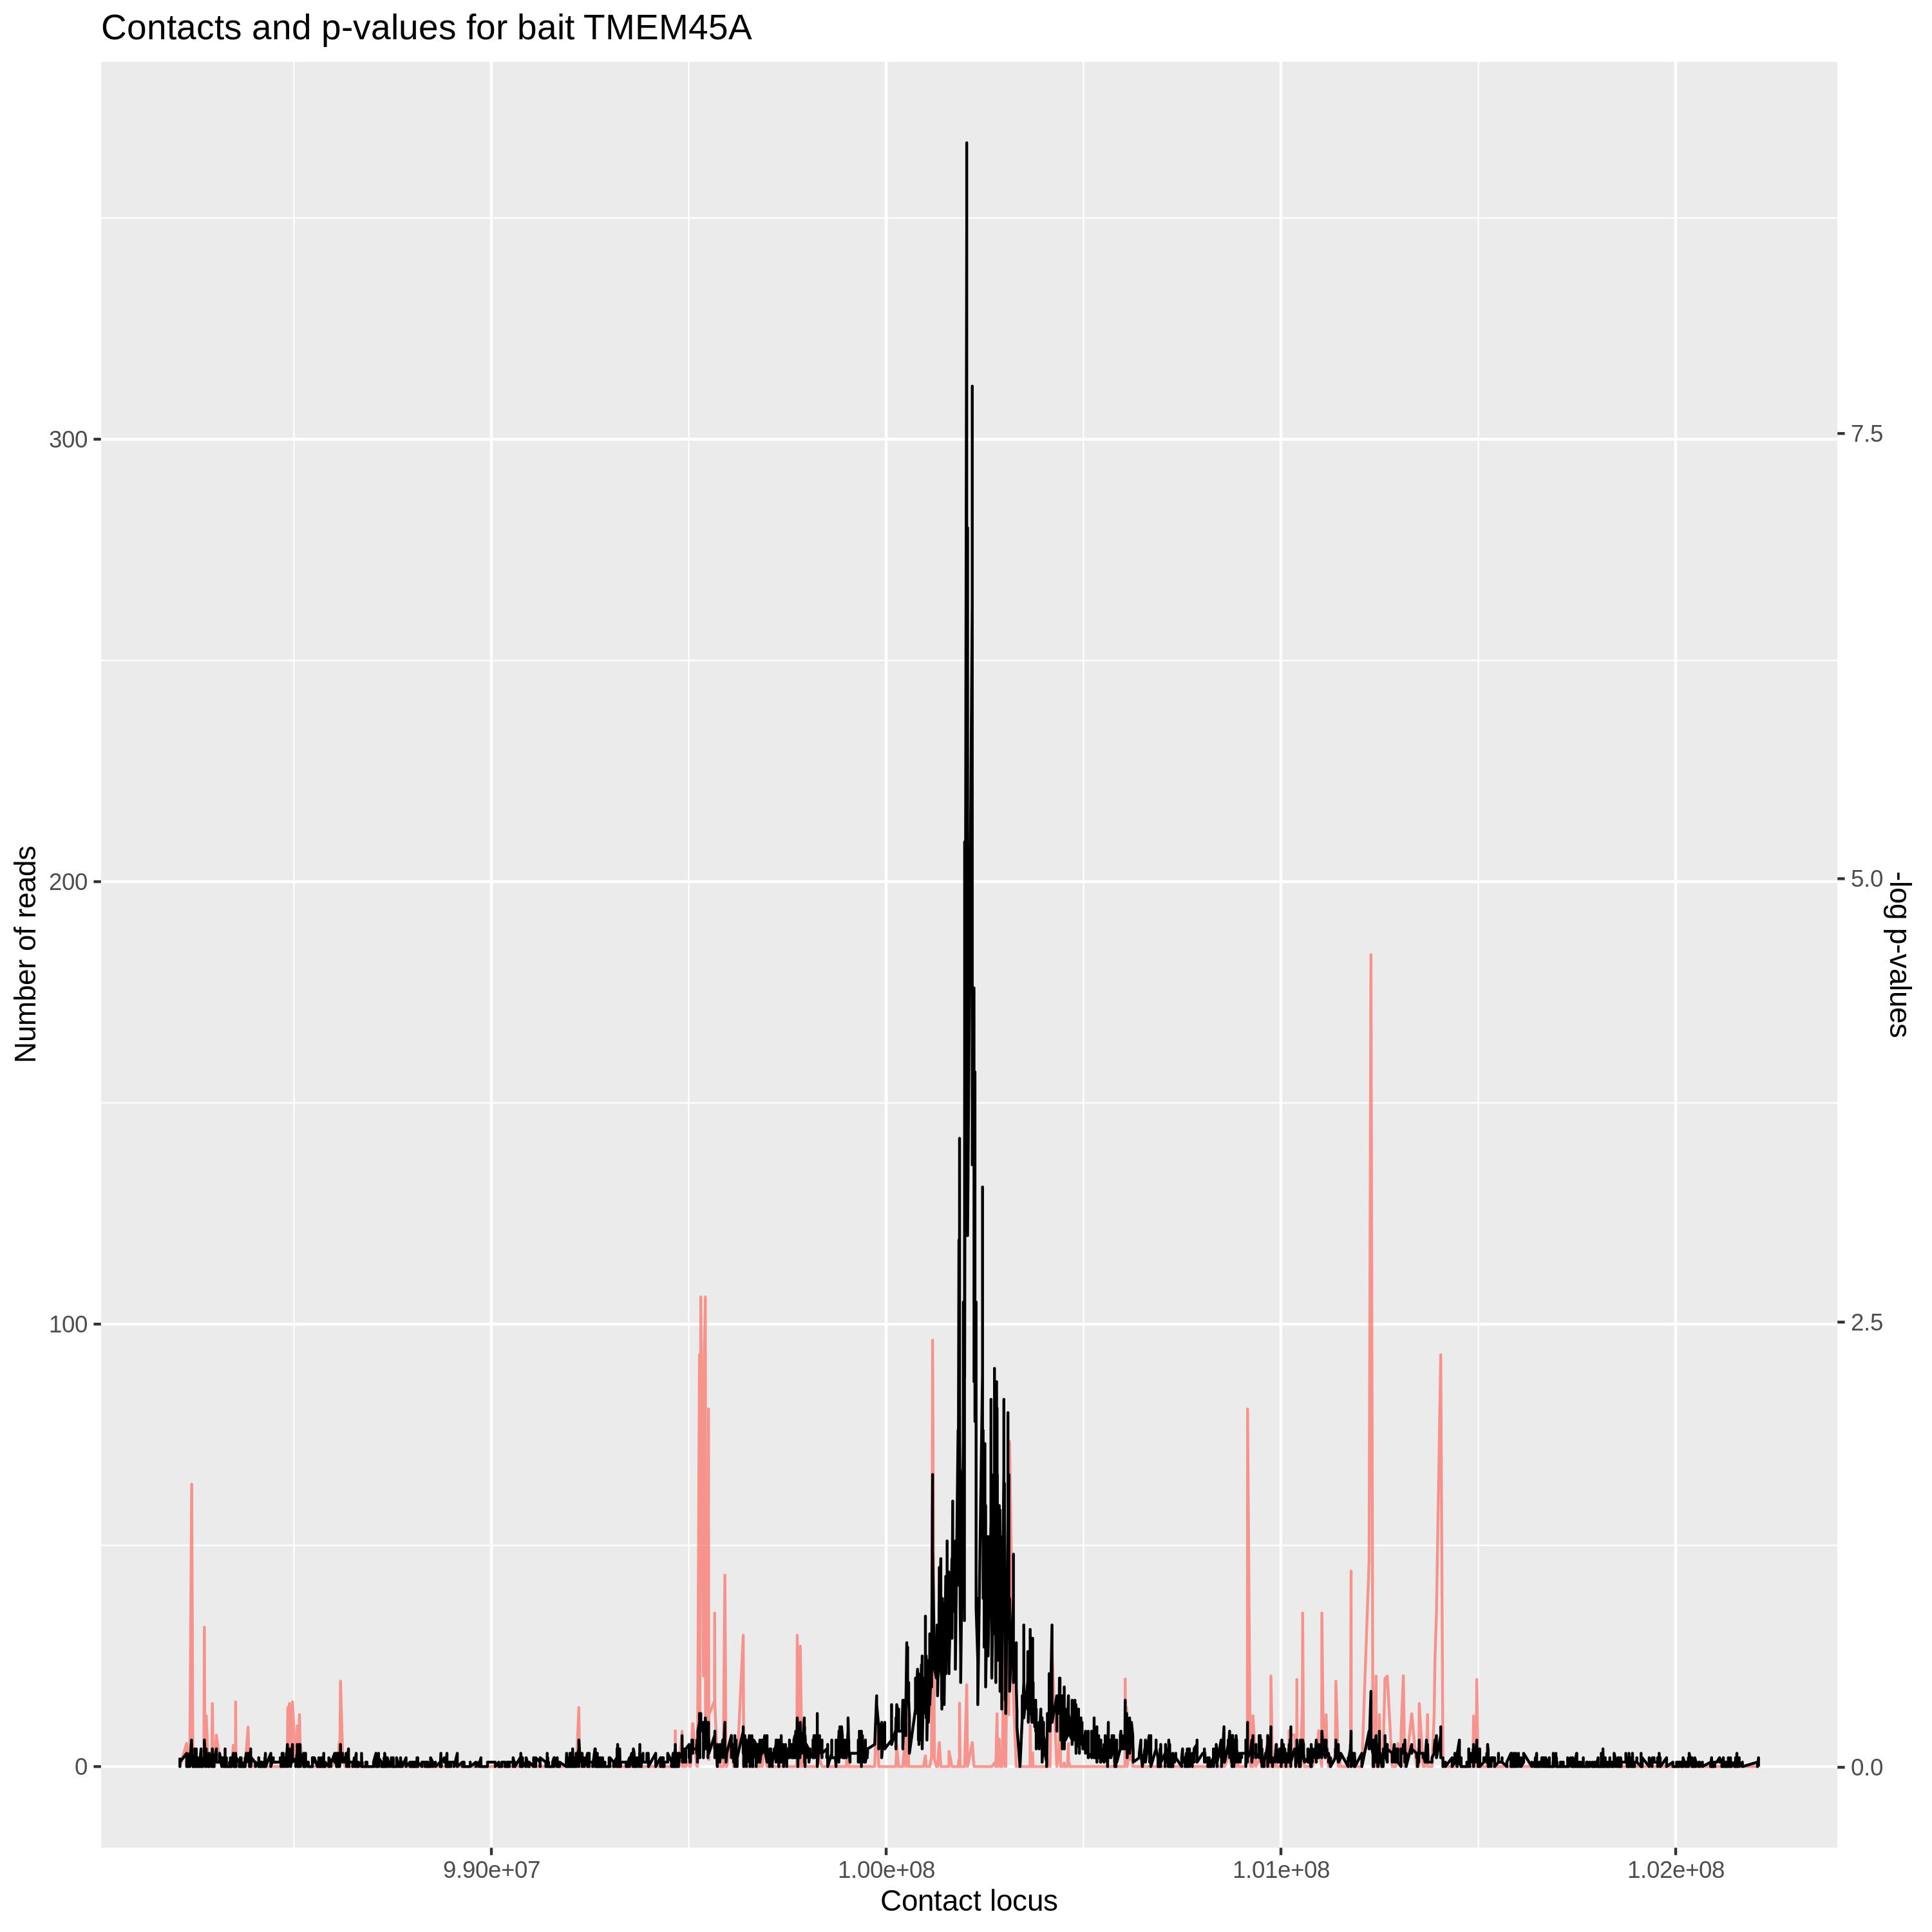 Contacts and p-values for bait TMEM45A
Number of reads
300
200
100
0
7.5
5.0
2.5
0.0
-log p-values
9.90e+07
1.00e+08
1.01e+08
1.02e+08
Contact locus